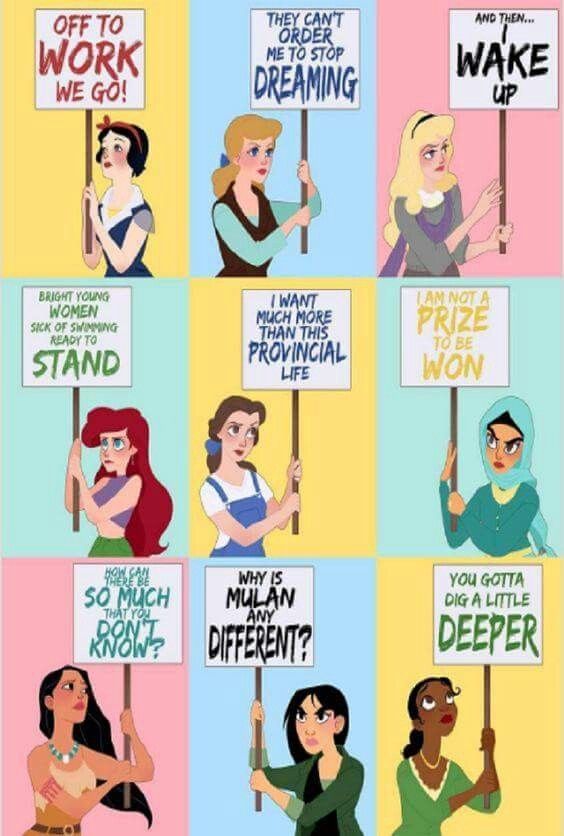 OFF TO
WORK
WE GO!
THEY CAN'T
ORDER
ME TO STOP
DREAMING
AND THEN...
I
WAKE
UP
BRIGHT YOUNG
WOMEN
SICK OF SWIMMING
READY TO
STAND
I WANT
MUCH MORE
THAN THIS
PROVINCIAL
LIFE
I AM NOT A
PRIZE
TO BE
WON
HOW CAN
THERE BE
SO MUCH
THAT YOU
DON'T
KNOW?
WHY IS
MULAN
ANY
DIFFERENT?
YOU GOTTA
DIG A LITTLE
DEEPER